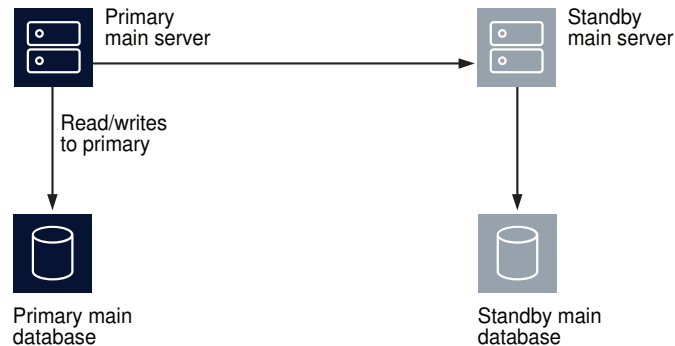 Primary
main server
Standby
main server
Read/writes
to primary
Primary main
database
Standby main
database